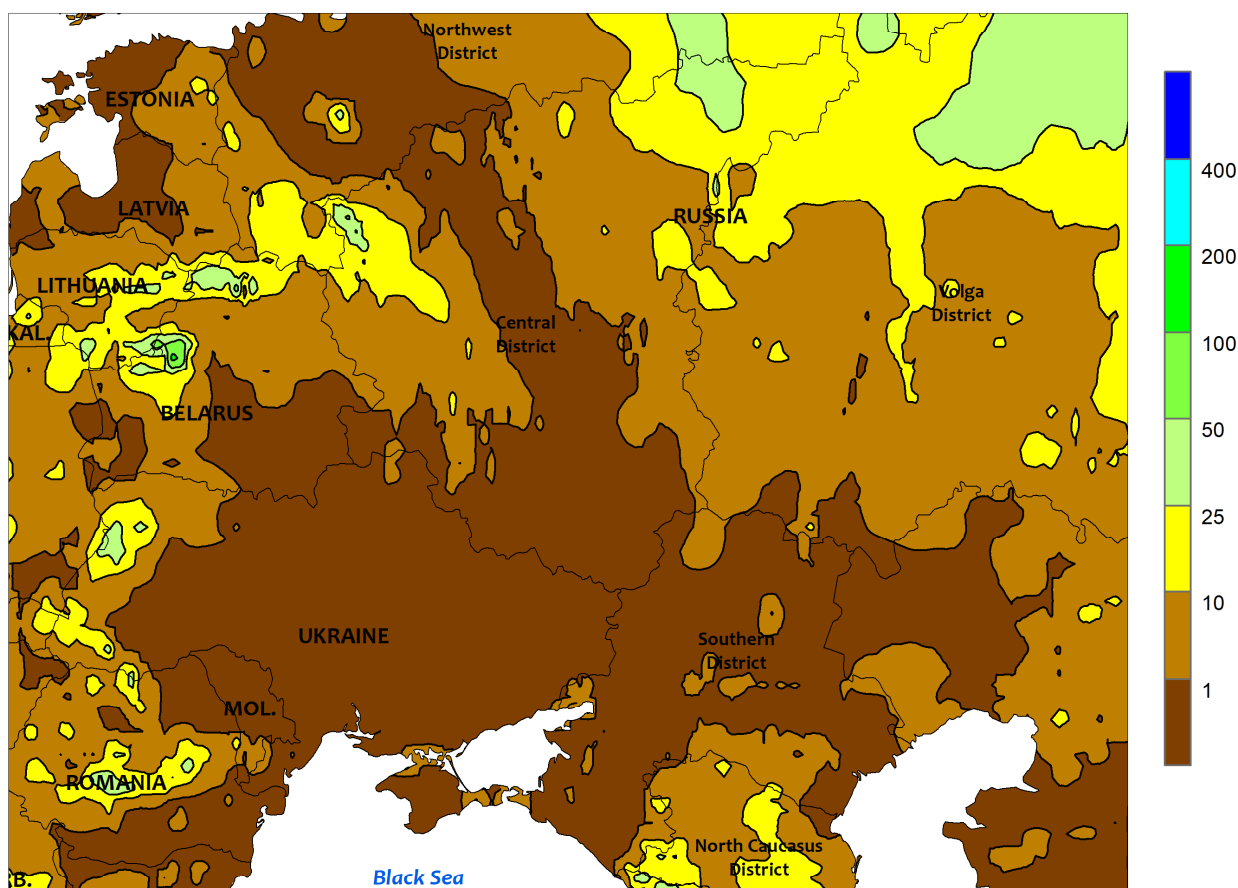 Northwest
District
ESTONIA
LATVIA
RUSSIA
LITHUANIA
Volga
District
KAL.
Central
District
BELARUS
UKRAINE
Southern
District
MOL.
ROMANIA
North Caucasus
District
B.
Black Sea
400
200
100
50
25
10
1